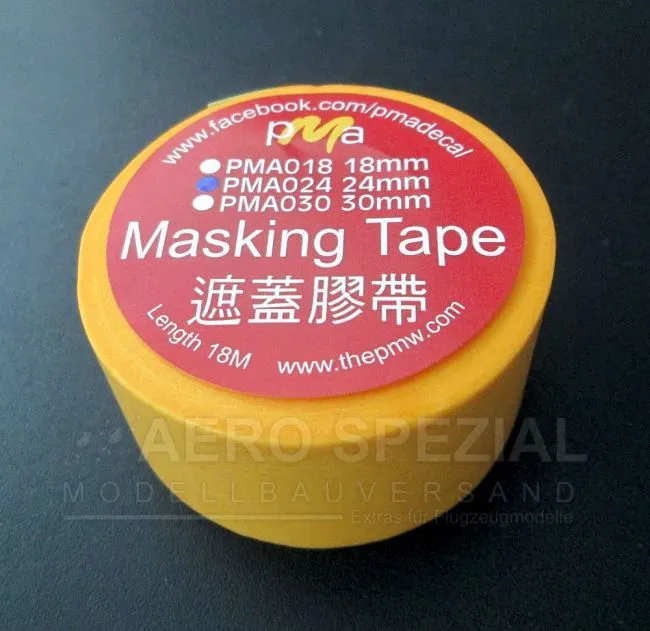 www.facebook.com/pmadecal
pma
PMA018 18mm
PMA024 24mm
PMA030 30mm
Masking Tape
遮蓋膠帶
Length 18M
www.thepmw.com
AERO SPEZIAL
MODELLBAUVERSAND
Extras für Flugzeugmodelle